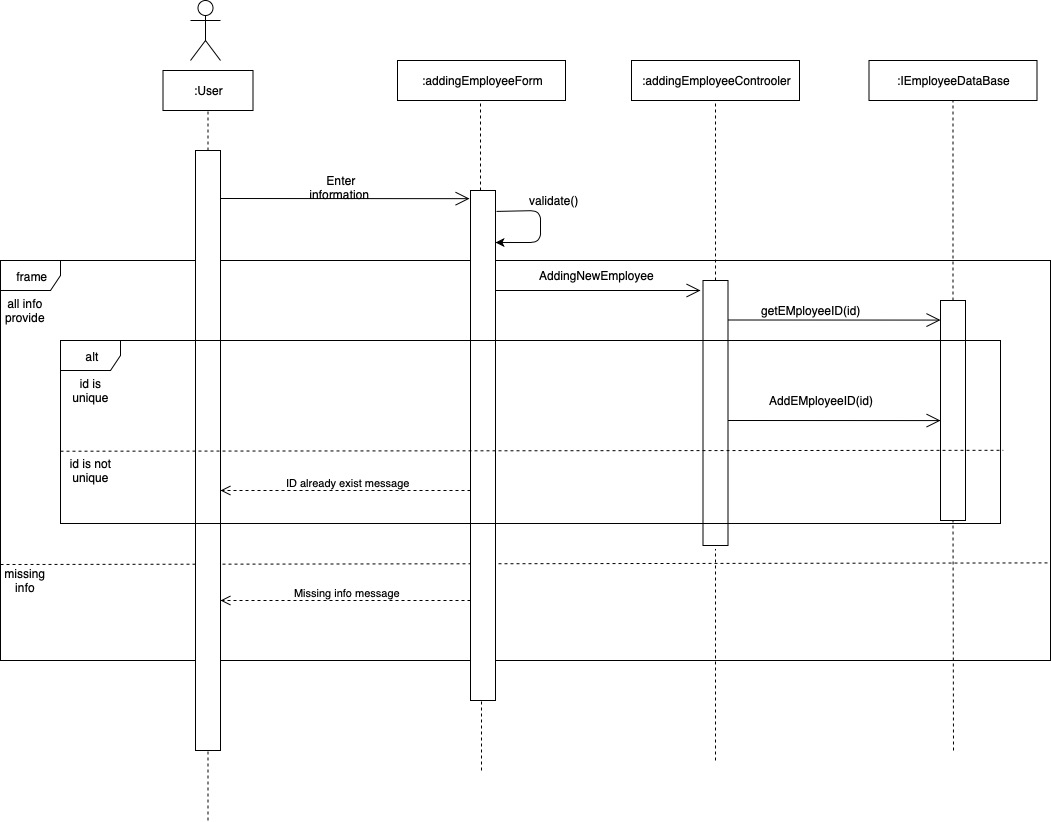 :User
:addingEmployeeForm
:addingEmployeeControoler
:IEmployeeDataBase
Enter
information
validate()
frame
all info
provide
AddingNewEmployee
getEMployeeID(id)
alt
id is
unique
AddEMployeeID(id)
id is not
unique
ID already exist message
missing
info
Missing info message